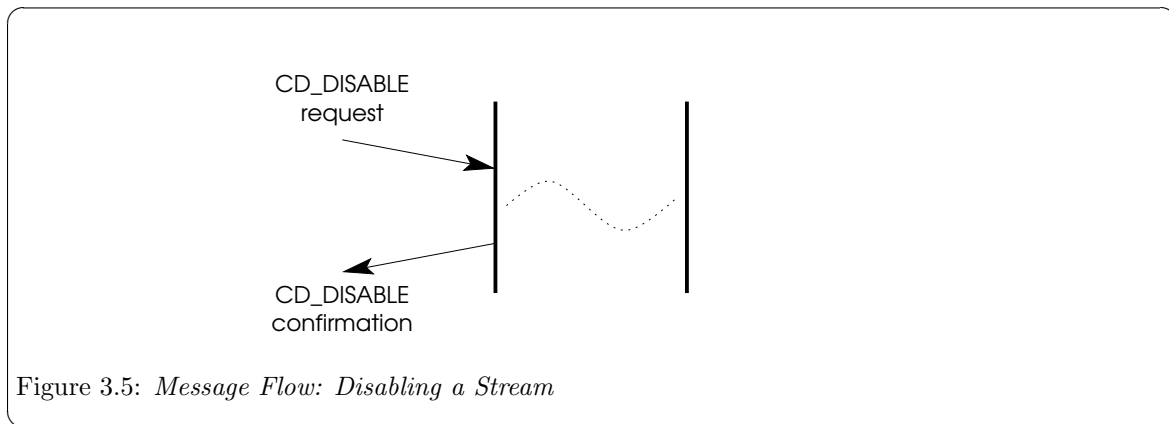 CD_DISABLE
request
CD_DISABLE
confirmation
Figure 3.5: Message Flow: Disabling a Stream